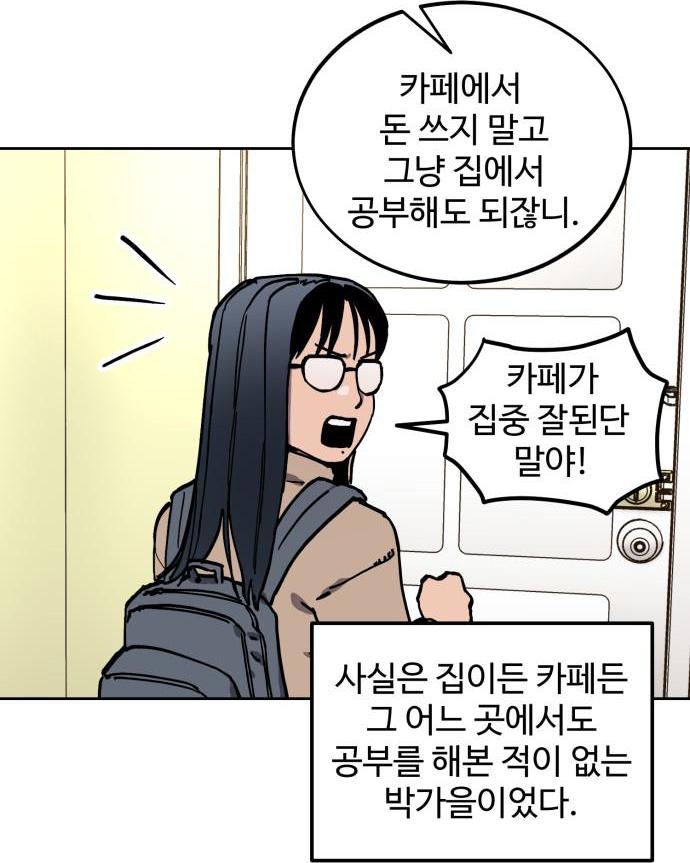 카페에서
돈 쓰지 말고
그냥 집에서
공부해도 되잖니.
카페가
집중 잘된단
말야!
사실은 집이든 카페든
그 어느 곳에서도
공부를 해본 적이 없는
박가을이었다.